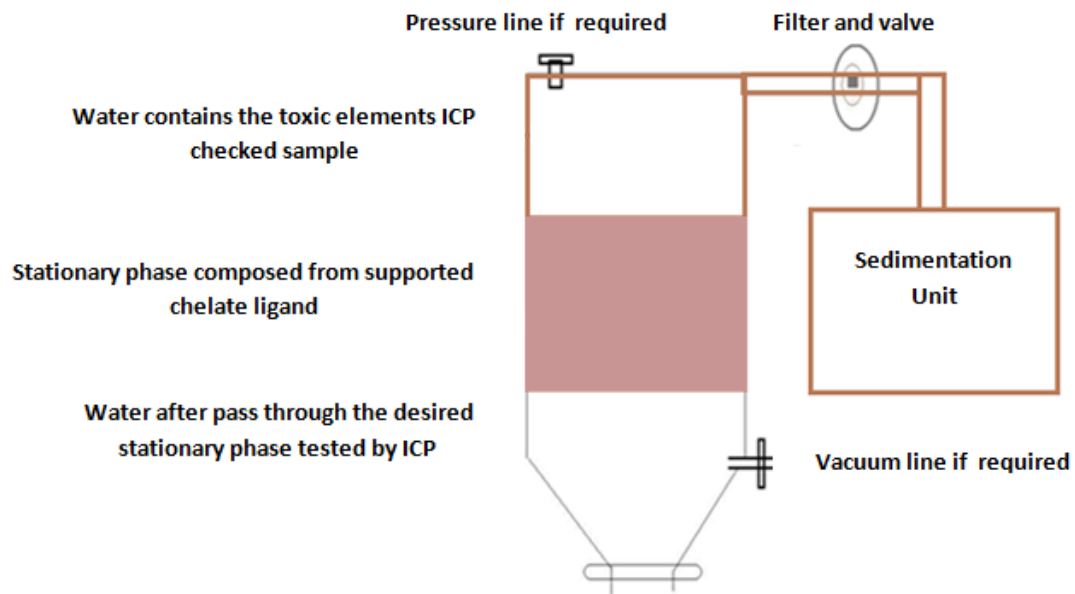 Pressure line if required
Filter and valve
Water contains the toxic elements ICP
checked sample
Stationary phase composed from supported
chelate ligand
Sedimentation
Unit
Water after pass through the desired
stationary phase tested by ICP
Vacuum line if required